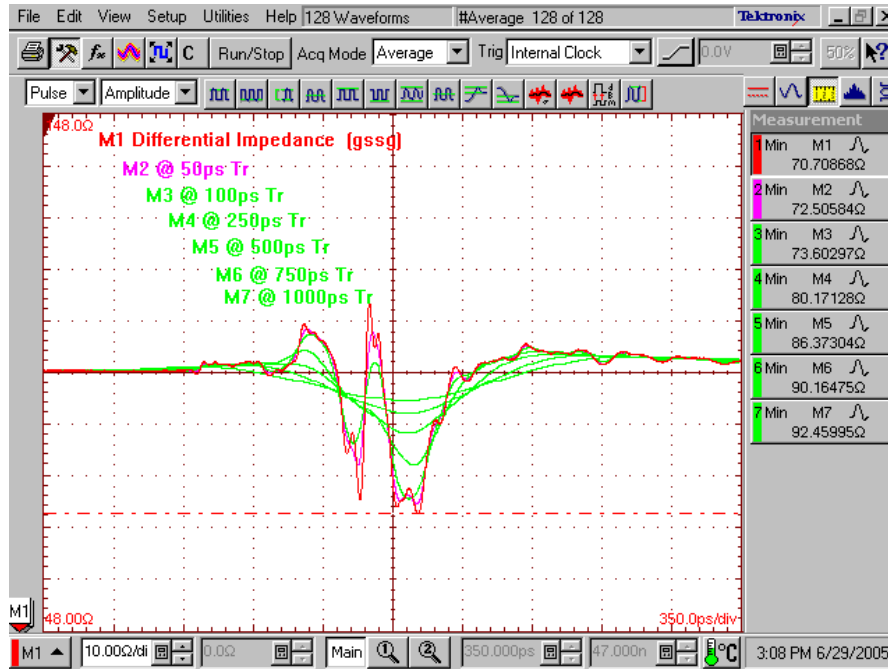 File Edit View Setup Utilities Help 128 Waveforms #Average 128 of 128 Tektronix
Run/Stop Acq Mode Average Trig Internal Clock 0.0V 50%
Pulse Amplitude
48.0Ω
M1 Differential Impedance (gssg)
M2 @ 50ps Tr
M3 @ 100ps Tr
M4 @ 250ps Tr
M5 @ 500ps Tr
M6 @ 750ps Tr
M7 @ 1000ps Tr
Measurement
1 Min M1
70.70868Ω
2 Min M2
72.50584Ω
3 Min M3
73.60297Ω
4 Min M4
80.17128Ω
5 Min M5
86.37304Ω
6 Min M6
90.16475Ω
7 Min M7
92.45995Ω
M1
48.00Ω 350.0ps/div
M1 10.00Ω/di 0.0Ω Main 1 2 350.000ps 47.000n °C 3:08 PM 6/29/2005